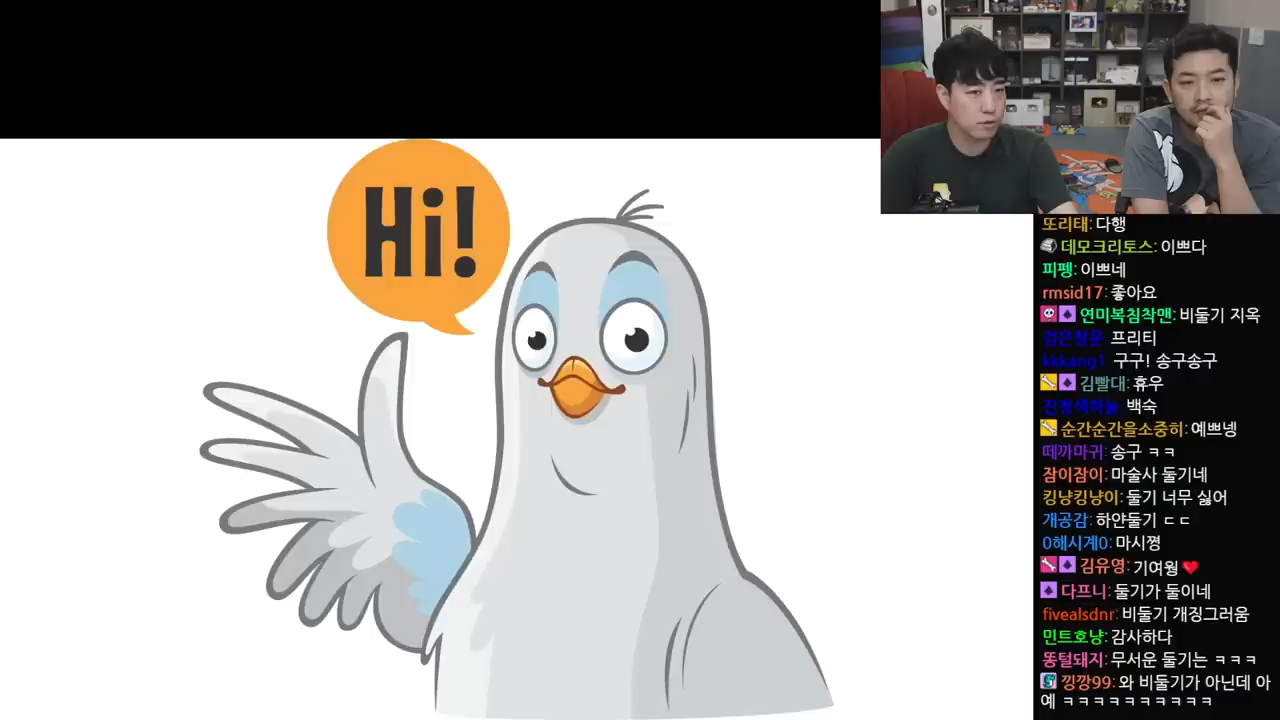 Hi!
또리태: 다행
데모크리토스: 이쁘다
피펭: 이쁘네
rmsid17: 좋아요
연미복침착맨: 비둘기 지옥
검은창문 프리티
kkkang1 구구! 송구송구
김빨대: 휴우
진청색하늘 백숙
순간순간을소중히: 예쁘넹
떼까마귀: 송구 ㅋㅋ
잠이잠이: 마술사 둘기네
킹냥킹냥이: 둘기 너무 싫어
개공감: 하얀둘기 ㄷㄷ
0해시계0: 마시쪙
김유영: 기여웡
다프니: 둘기가 둘이네
fivealsdnr: 비둘기 개징그러움
민트호냥: 감사하다
똥털돼지: 무서운 둘기는 ㅋㅋㅋ
낑깡99: 와 비둘기가 아닌데 아
예 ㅋㅋㅋㅋㅋㅋㅋㅋㅋㅋ